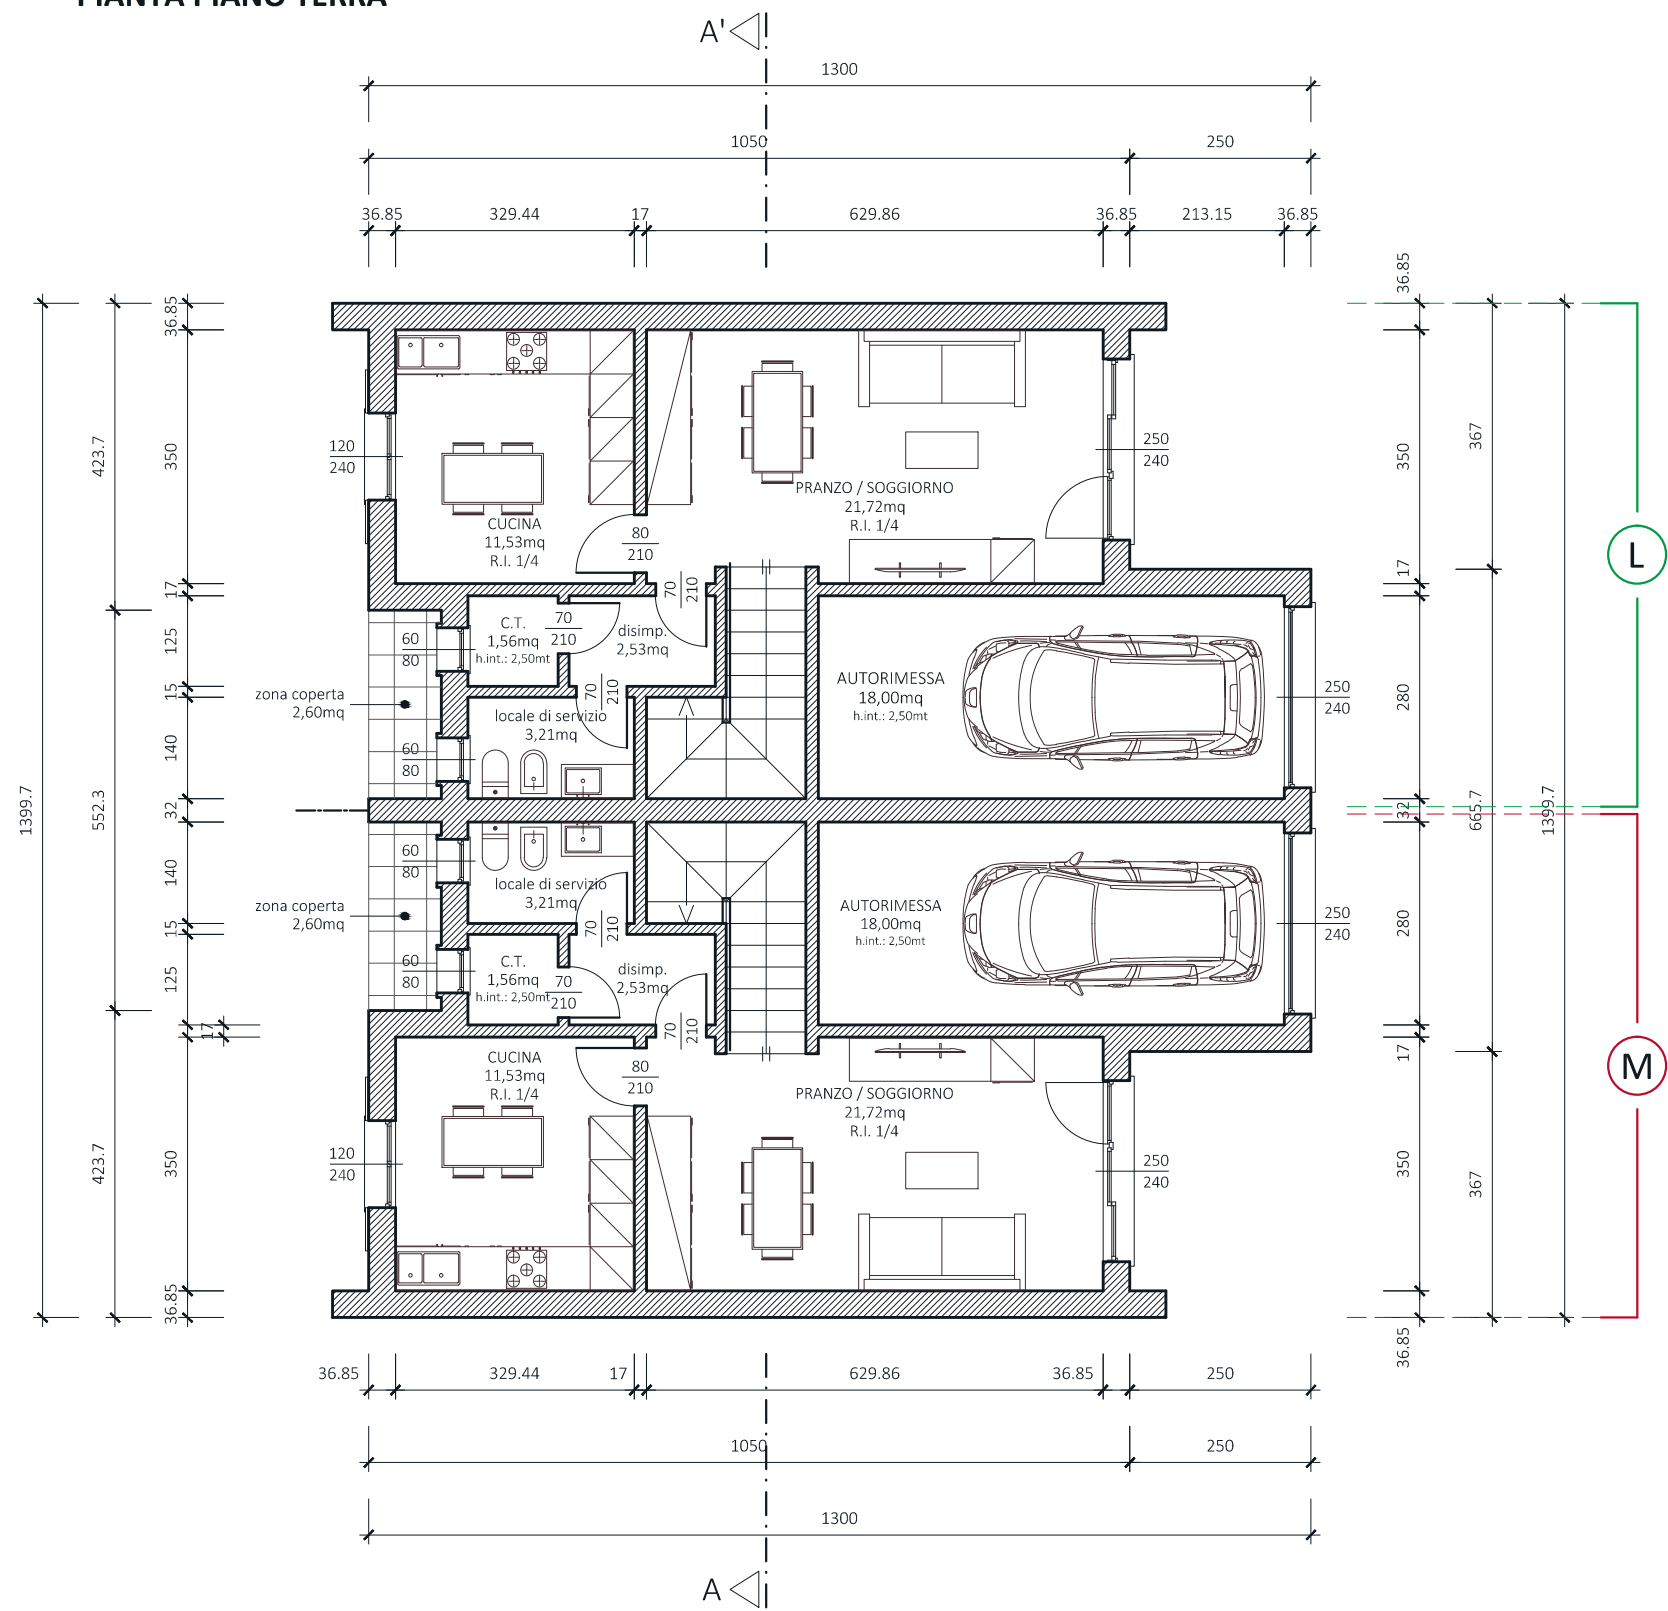 PIANTA PIANO TERRA
A'
1300
1050
250
36.85
329.44
17
629.86
36.85
213.15
36.85
36.85
350
17
125
15
140
32
140
15
125
17
350
36.85
423.7
552.3
423.7
1399.7
36.85
350
17
280
32
280
17
350
36.85
367
665.7
367
1399.7
L
M
120
240
CUCINA
11,53mq
R.I. 1/4
80
210
PRANZO / SOGGIORNO
21,72mq
R.I. 1/4
250
240
70
210
60
80
C.T.
1,56mq
h.int.: 2,50mt
70
210
disimp.
2,53mq
zona coperta
2,60mq
70
210
locale di servizio
3,21mq
60
80
AUTORIMESSA
18,00mq
h.int.: 2,50mt
250
240
60
80
locale di servizio
3,21mq
zona coperta
2,60mq
70
210
AUTORIMESSA
18,00mq
h.int.: 2,50mt
250
240
60
80
C.T.
1,56mq
h.int.: 2,50mt
70
210
disimp.
2,53mq
70
210
CUCINA
11,53mq
R.I. 1/4
80
210
PRANZO / SOGGIORNO
21,72mq
R.I. 1/4
120
240
250
240
36.85
329.44
17
629.86
36.85
250
1050
250
1300
A